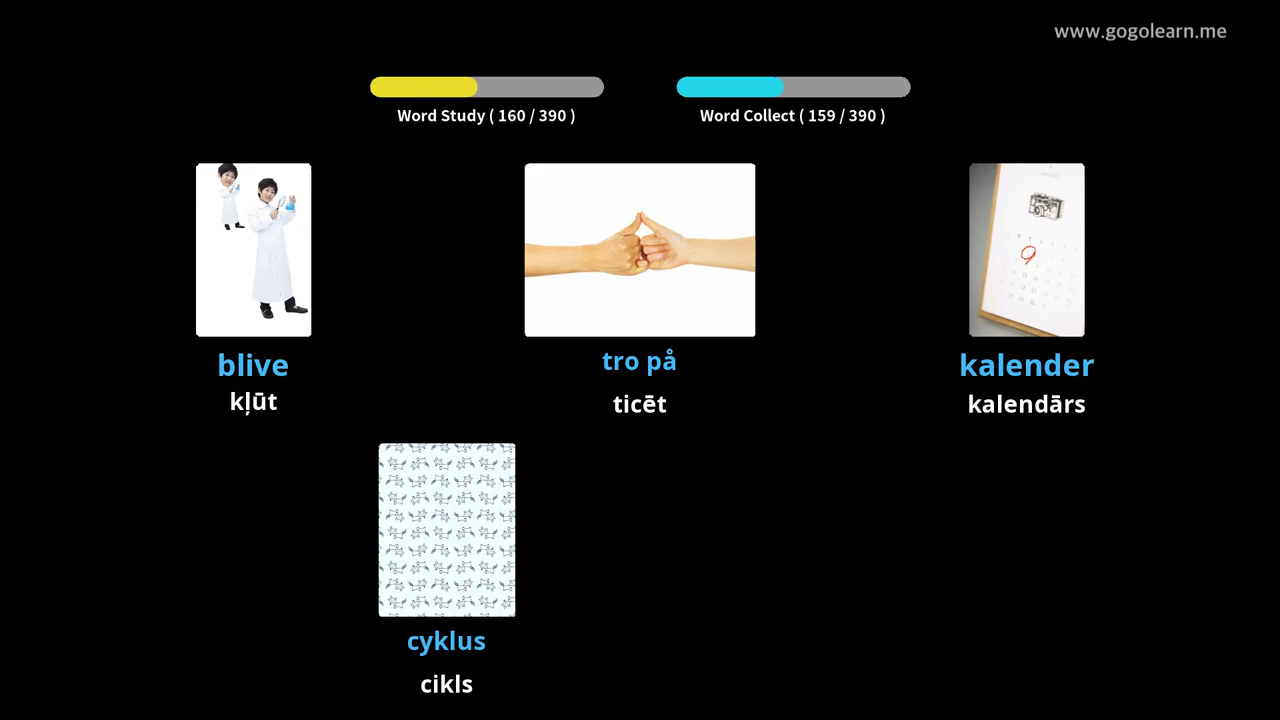 www.gogolearn.me
Word Study ( 160 / 390 )
Word Collect ( 159 / 390 )
blive
kļūt
tro på
ticēt
kalender
kalendārs
cyklus
cikls